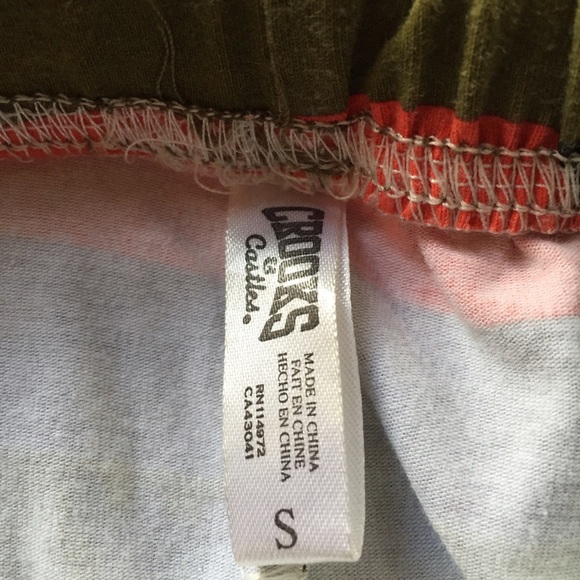 CROOKS
&
Castles.
MADE IN CHINA
FAIT EN CHINE
HECHO EN CHINA
RN114972
CA43041
S